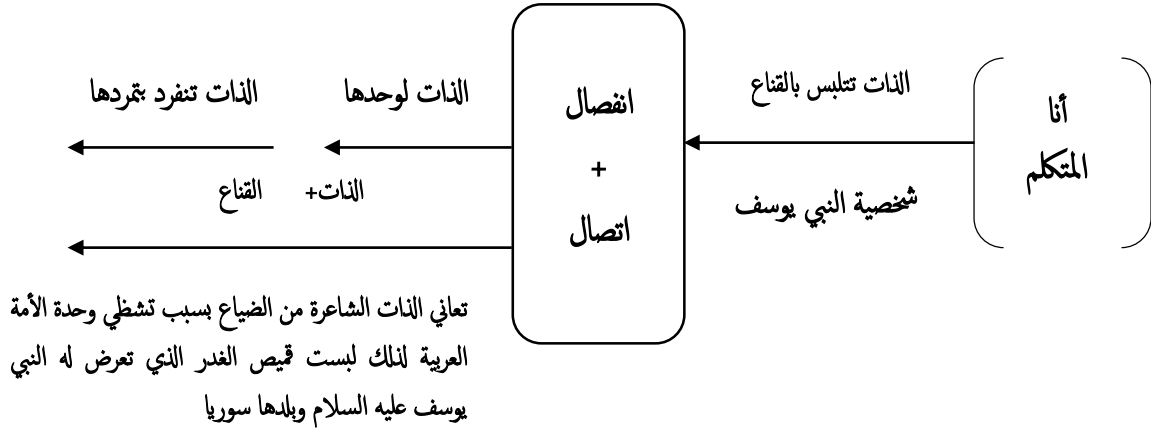 أنا
المتكلم
الذات تتلبس بالقناع
شخصية النبي يوسف
انفصال
+
اتصال
الذات لوحدها
الذات تنفرد بتمردها
الذات+ القناع
تعاني الذات الشاعرة من الضياع بسبب تشظي وحدة الأمة
العربية لذلك لبست قميص الغدر الذي تعرض له النبي
يوسف عليه السلام وبلدها سوريا